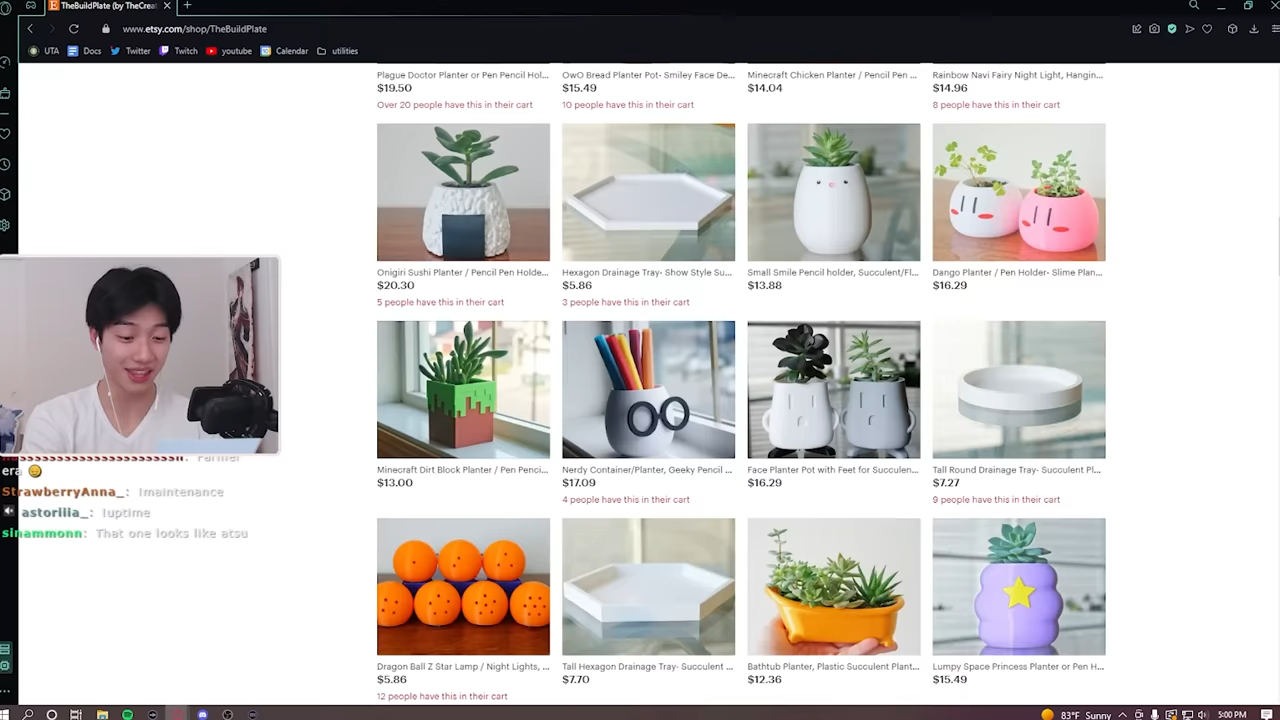 TheBuildPlate (by TheCrea
www.etsy.com/shop/TheBuildPlate
UTA Docs Twitter Twitch youtube Calendar utilities
Plague Doctor Planter or Pen Pencil Hol... OwO Bread Planter Pot- Smiley Face De... Minecraft Chicken Planter / Pencil Pen ... Rainbow Navi Fairy Night Light, Hangin...
$19.50 $15.49 $14.04 $14.96
Over 20 people have this in their cart 10 people have this in their cart 8 people have this in their cart
Onigiri Sushi Planter / Pencil Pen Holde... Hexagon Drainage Tray- Show Style Su... Small Smile Pencil holder, Succulent/Fl... Dango Planter / Pen Holder- Slime Plan...
$20.30 $5.86 $13.88 $16.29
5 people have this in their cart 3 people have this in their cart
Minecraft Dirt Block Planter / Pen Penci... Nerdy Container/Planter, Geeky Pencil ... Face Planter Pot with Feet for Succulen... Tall Round Drainage Tray- Succulent Pl...
$13.00 $17.09 $16.29 $7.27
4 people have this in their cart 9 people have this in their cart
era
StrawberryAnna_: !maintenance
astoriiia_: !uptime
sinammonn: That one looks like atsu
Dragon Ball Z Star Lamp / Night Lights, ... Tall Hexagon Drainage Tray- Succulent ... Bathtub Planter, Plastic Succulent Plant... Lumpy Space Princess Planter or Pen H...
$5.86 $7.70 $12.36 $15.49
12 people have this in their cart
83°F Sunny 5:00 PM